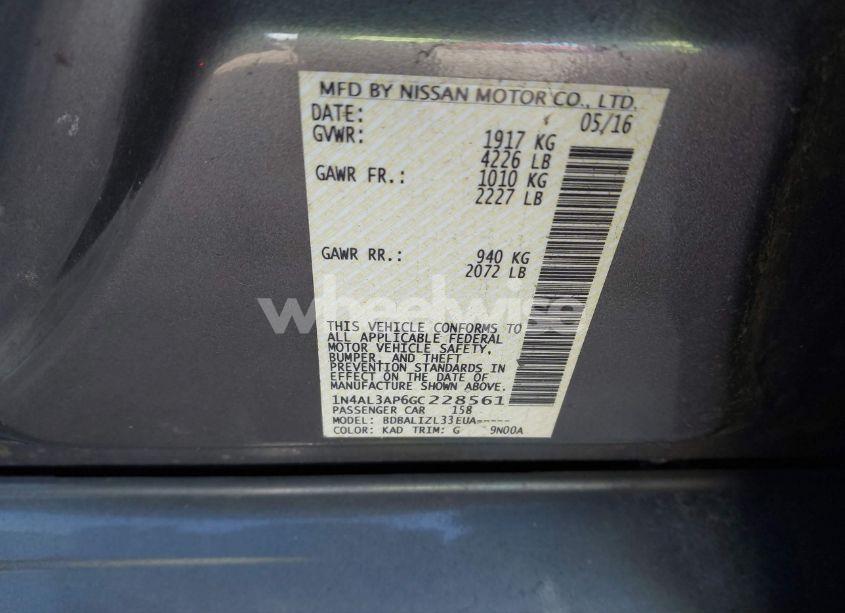 MFD BY NISSAN MOTOR CO., LTD.
DATE: 05/16
GVWR: 1917 KG
4226 LB
GAWR FR.: 1010 KG
2227 LB
GAWR RR.: 940 KG
2072 LB
wheelwise
THIS VEHICLE CONFORMS TO
ALL APPLICABLE FEDERAL
MOTOR VEHICLE SAFETY,
BUMPER, AND THEFT
PREVENTION STANDARDS IN
EFFECT ON THE DATE OF
MANUFACTURE SHOWN ABOVE.
1N4AL3AP6GC228561
PASSENGER CAR 158
MODEL: BDBALIZL33EUA-----
COLOR: KAD TRIM: G 9N00A